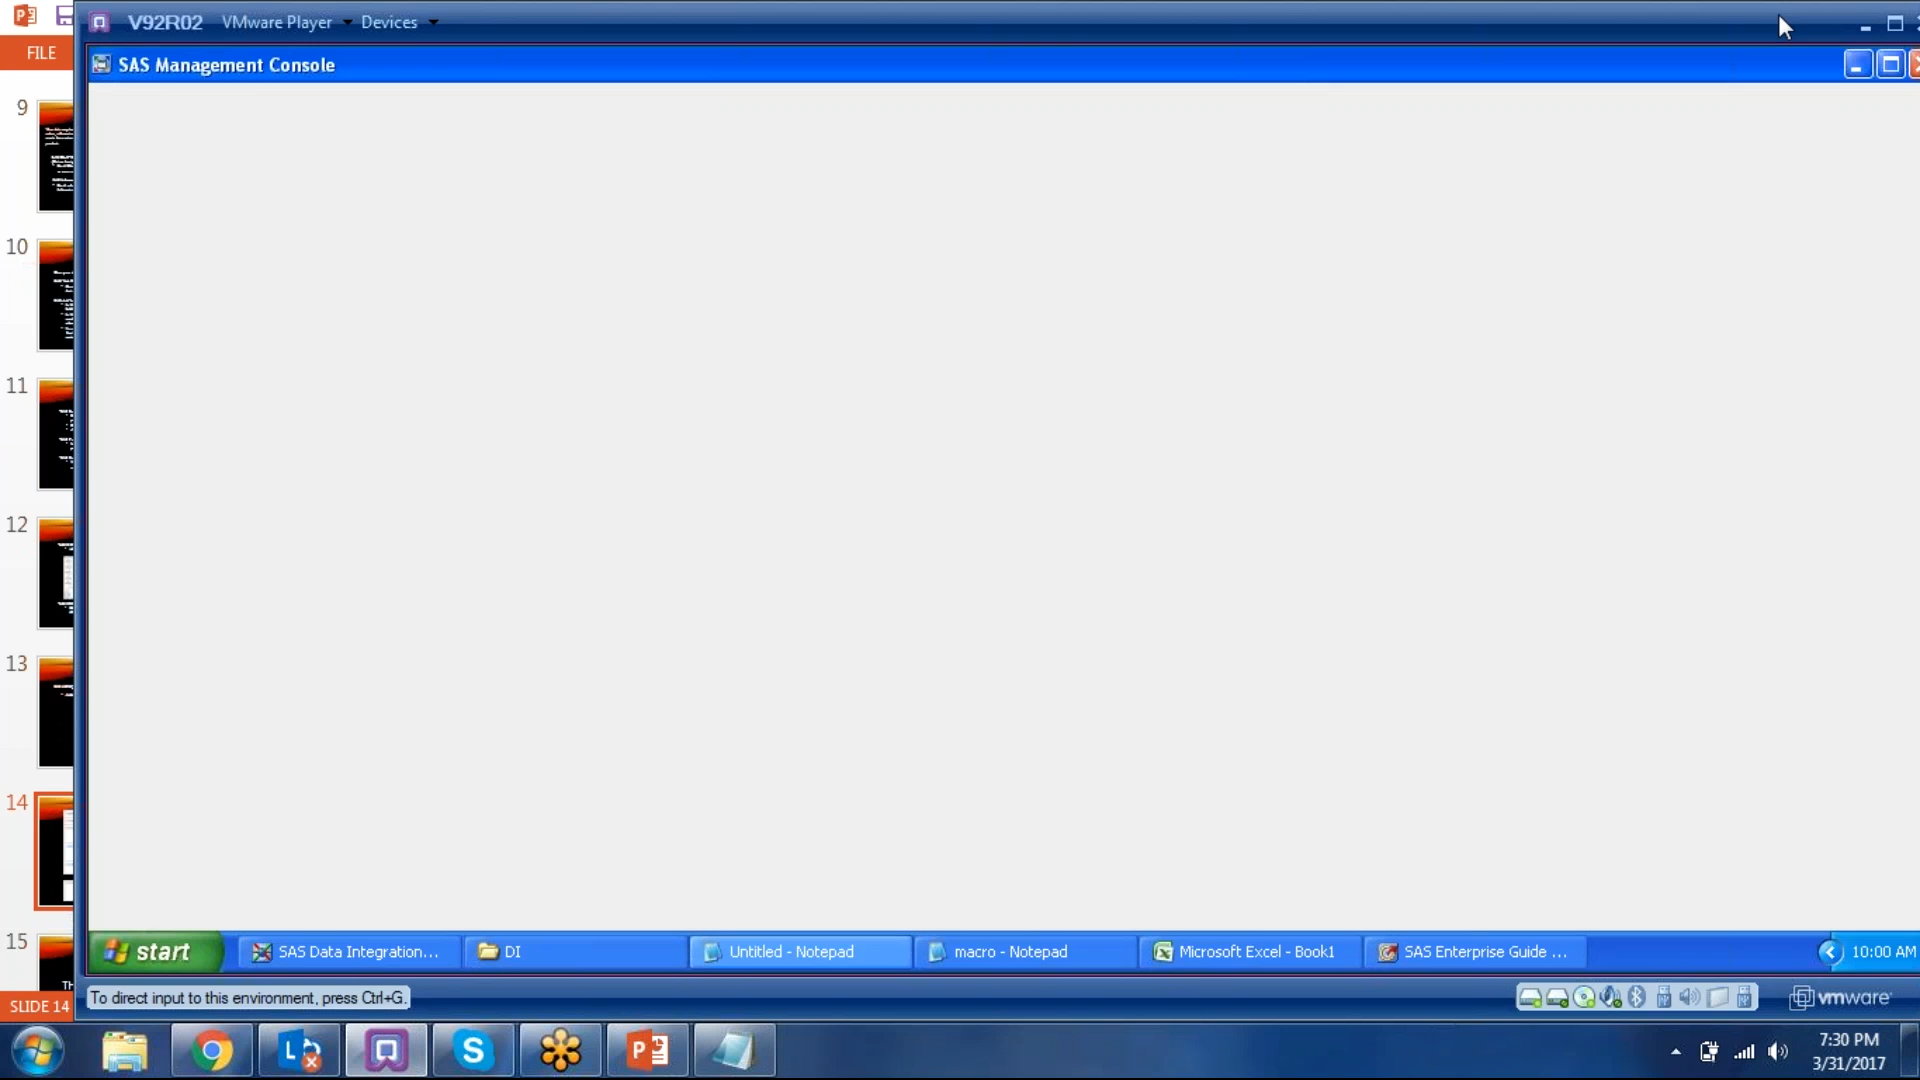 V92R02 VMware Player Devices
FILE
SAS Management Console
9
10
11
12
13
14
15
TH
SLIDE 14
start SAS Data Integration... DI Untitled - Notepad macro - Notepad Microsoft Excel - Book1 SAS Enterprise Guide ... 10:00 AM
To direct input to this environment, press Ctrl+G.
vmware
7:30 PM
3/31/2017